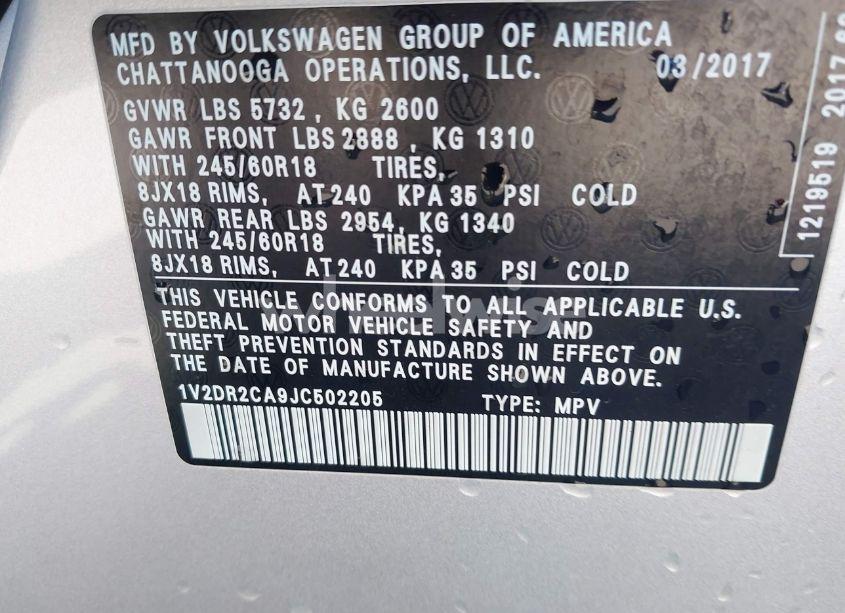 MFD BY VOLKSWAGEN GROUP OF AMERICA
CHATTANOOGA OPERATIONS, LLC. 03/2017
GVWR LBS 5732 , KG 2600
GAWR FRONT LBS 2888 , KG 1310
WITH 245/60R18 TIRES,
8JX18 RIMS, AT 240 KPA 35 PSI COLD
GAWR REAR LBS 2954, KG 1340
WITH 245/60R18 TIRES,
8JX18 RIMS, AT 240 KPA 35 PSI COLD
THIS VEHICLE CONFORMS TO ALL APPLICABLE U.S.
FEDERAL MOTOR VEHICLE SAFETY AND
THEFT PREVENTION STANDARDS IN EFFECT ON
THE DATE OF MANUFACTURE SHOWN ABOVE.
1V2DR2CA9JC502205 TYPE: MPV
1219519 2017